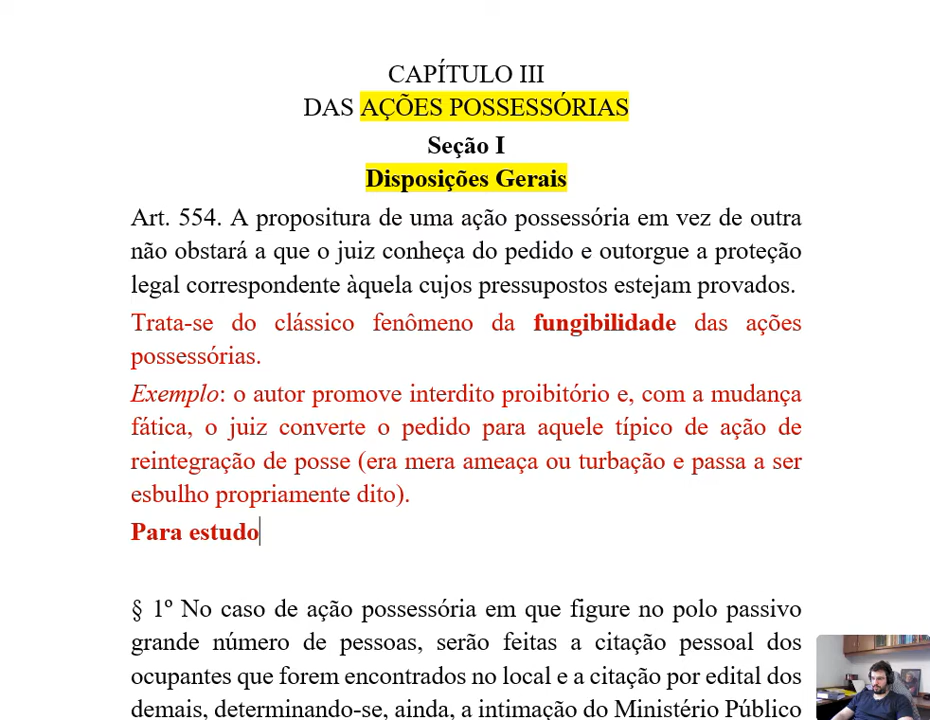 CAPÍTULO III
DAS AÇÕES POSSESSÓRIAS
Seção I
Disposições Gerais
Art. 554. A propositura de uma ação possessória em vez de outra
não obstará a que o juiz conheça do pedido e outorgue a proteção
legal correspondente àquela cujos pressupostos estejam provados.
Trata-se do clássico fenômeno da fungibilidade das ações
possessórias.
Exemplo: o autor promove interdito proibitório e, com a mudança
fática, o juiz converte o pedido para aquele típico de ação de
reintegração de posse (era mera ameaça ou turbação e passa a ser
esbulho propriamente dito).
Para estudo
§ 1º No caso de ação possessória em que figure no polo passivo
grande número de pessoas, serão feitas a citação pessoal dos
ocupantes que forem encontrados no local e a citação por edital dos
demais, determinando-se, ainda, a intimação do Ministério Público